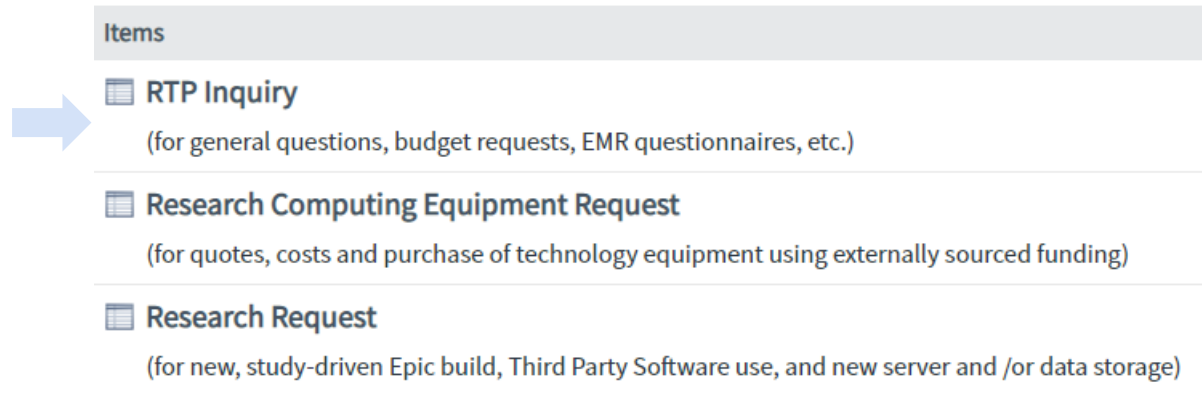 Items
RTP Inquiry
(for general questions, budget requests, EMR questionnaires, etc.)
Research Computing Equipment Request
(for quotes, costs and purchase of technology equipment using externally sourced funding)
Research Request
(for new, study-driven Epic build, Third Party Software use, and new server and /or data storage)